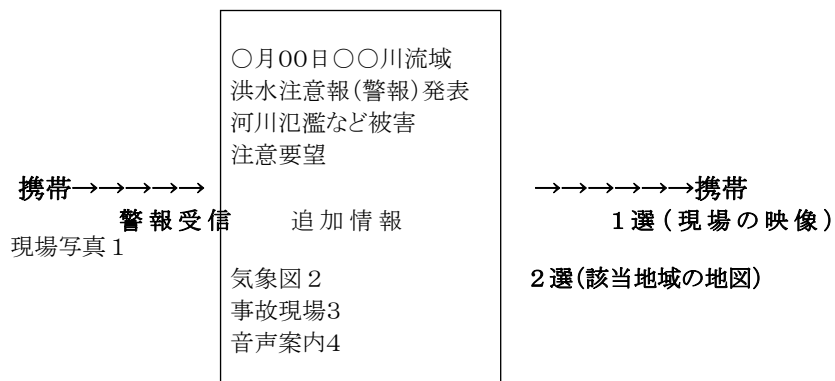 〇月00日〇〇川流域
洪水注意報(警報)発表
河川氾濫など被害
注意要望
携帯→→→→→
→→→→→→携帯
警報受信
追加情報
1選(現場の映像)
現場写真1
気象図2
2選(該当地域の地図)
事故現場3
音声案内4